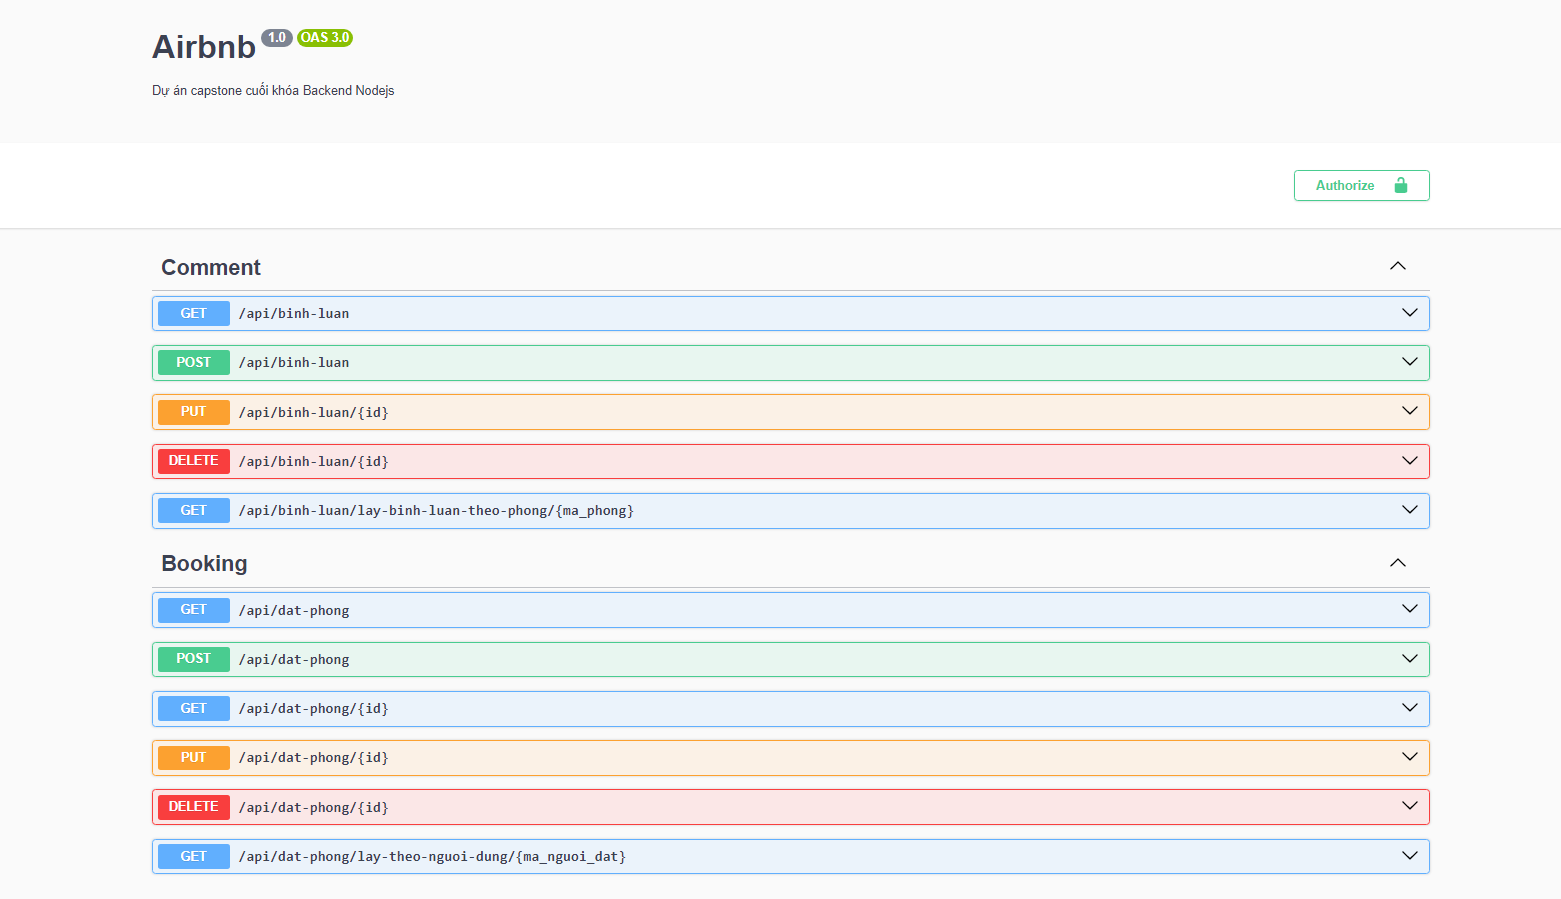 Airbnb 1.0 OAS 3.0
Dự án capstone cuối khóa Backend Nodejs
Authorize
Comment
GET /api/binh-luan
POST /api/binh-luan
PUT /api/binh-luan/{id}
DELETE /api/binh-luan/{id}
GET /api/binh-luan/lay-binh-luan-theo-phong/{ma_phong}
Booking
GET /api/dat-phong
POST /api/dat-phong
GET /api/dat-phong/{id}
PUT /api/dat-phong/{id}
DELETE /api/dat-phong/{id}
GET /api/dat-phong/lay-theo-nguoi-dung/{ma_nguoi_dat}